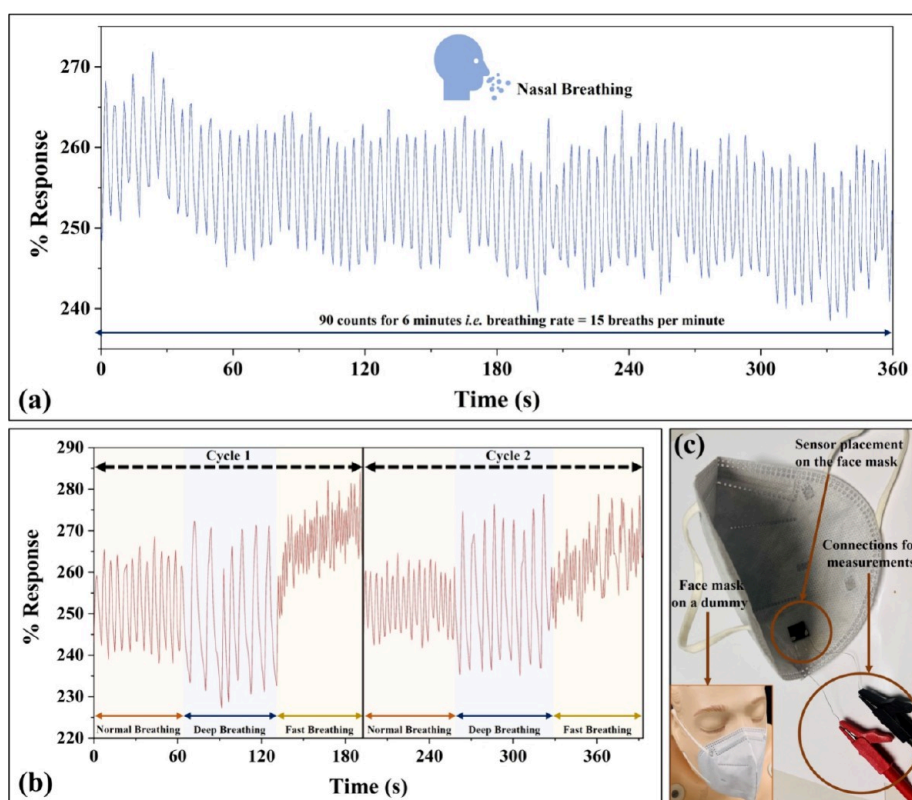 % Response
270
260
250
240
Nasal Breathing
90 counts for 6 minutes i.e. breathing rate = 15 breaths per minute
0
60
120
180
240
300
360
Time (s)
(a)
% Response
290
280
270
260
250
240
230
220
Cycle 1
Cycle 2
Normal Breathing
Deep Breathing
Fast Breathing
Normal Breathing
Deep Breathing
Fast Breathing
0
60
120
180
240
300
360
Time (s)
(b)
(c)
Sensor placement
on the face mask
Connections for
measurements
Face mask
on a dummy